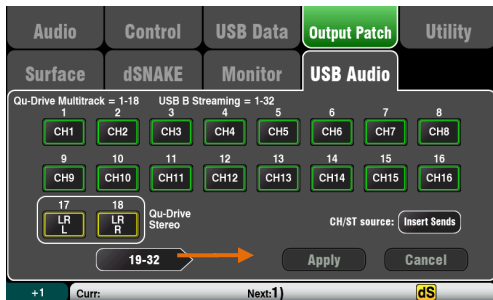 Audio Control USB Data Output Patch Utility
Surface dSNAKE Monitor USB Audio
Qu-Drive Multitrack = 1-18 USB B Streaming = 1-32
1 2 3 4 5 6 7 8
CH1 CH2 CH3 CH4 CH5 CH6 CH7 CH8
9 10 11 12 13 14 15 16
CH9 CH10 CH11 CH12 CH13 CH14 CH15 CH16
17 18
LR L LR R Qu-Drive Stereo
CH/ST source: Insert Sends
19-32 Apply Cancel
+1 Curr: Next:1) dS